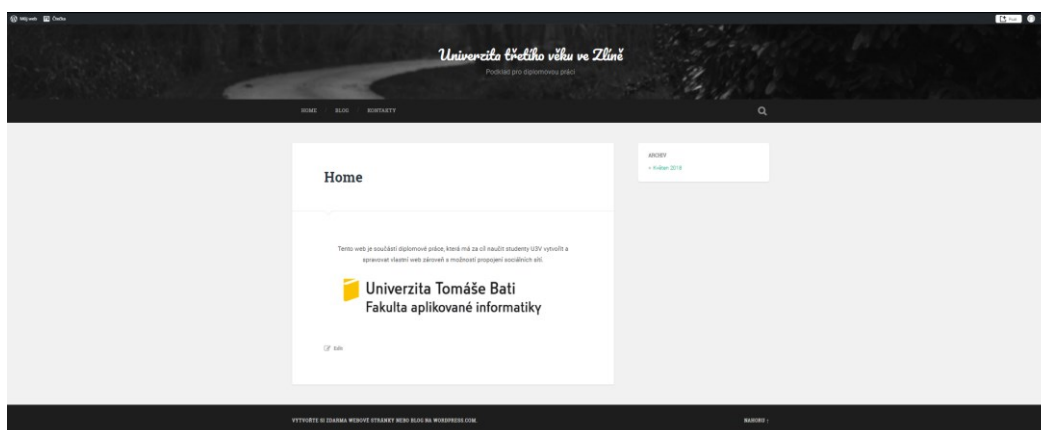 Můj web Čtečka
Univerzita třetího věku ve Zlíně
Podklad pro diplomovou práci
HOME BLOG KONTAKTY
Home
ARCHIV
Květen 2018
Tento web je součástí diplomové práce, která má za cíl naučit studenty U3V vytvořit a
spravovat vlastní web zároveň a možností propojení sociálních sítí.
Univerzita Tomáše Bati
Fakulta aplikované informatiky
VYTVOŘTE SI ZDARMA WEBOVÉ STRÁNKY NEBO BLOG NA WORDPRESS.COM.
NAHORU ↑